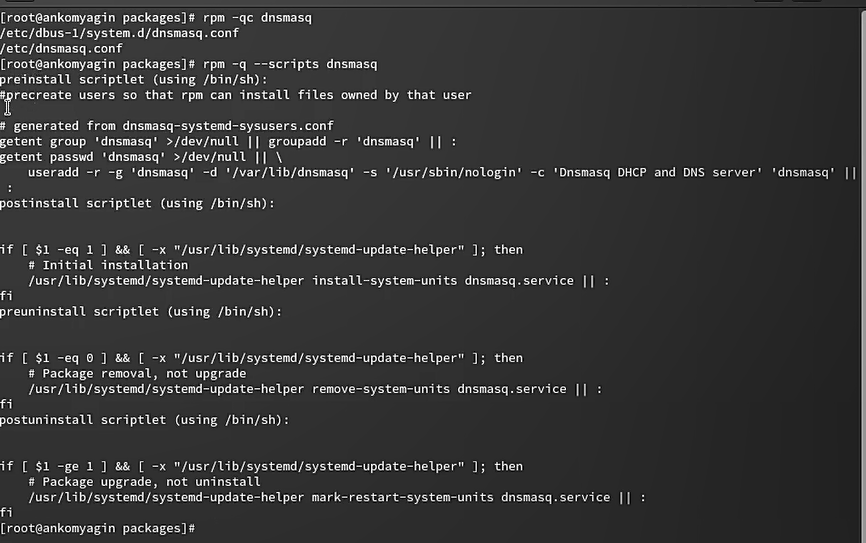 [root@ankomyagin packages]# rpm -qc dnsmasq
/etc/dbus-1/system.d/dnsmasq.conf
/etc/dnsmasq.conf
[root@ankomyagin packages]# rpm -q --scripts dnsmasq
preinstall scriptlet (using /bin/sh):
#precreate users so that rpm can install files owned by that user
# generated from dnsmasq-systemd-sysusers.conf
getent group 'dnsmasq' >/dev/null || groupadd -r 'dnsmasq' || :
getent passwd 'dnsmasq' >/dev/null || \
    useradd -r -g 'dnsmasq' -d '/var/lib/dnsmasq' -s '/usr/sbin/nologin' -c 'Dnsmasq DHCP and DNS server' 'dnsmasq' ||
 :
postinstall scriptlet (using /bin/sh):
if [ $1 -eq 1 ] && [ -x "/usr/lib/systemd/systemd-update-helper" ]; then
    # Initial installation
    /usr/lib/systemd/systemd-update-helper install-system-units dnsmasq.service || :
fi
preuninstall scriptlet (using /bin/sh):
if [ $1 -eq 0 ] && [ -x "/usr/lib/systemd/systemd-update-helper" ]; then
    # Package removal, not upgrade
    /usr/lib/systemd/systemd-update-helper remove-system-units dnsmasq.service || :
fi
postuninstall scriptlet (using /bin/sh):
if [ $1 -ge 1 ] && [ -x "/usr/lib/systemd/systemd-update-helper" ]; then
    # Package upgrade, not uninstall
    /usr/lib/systemd/systemd-update-helper mark-restart-system-units dnsmasq.service || :
fi
[root@ankomyagin packages]#